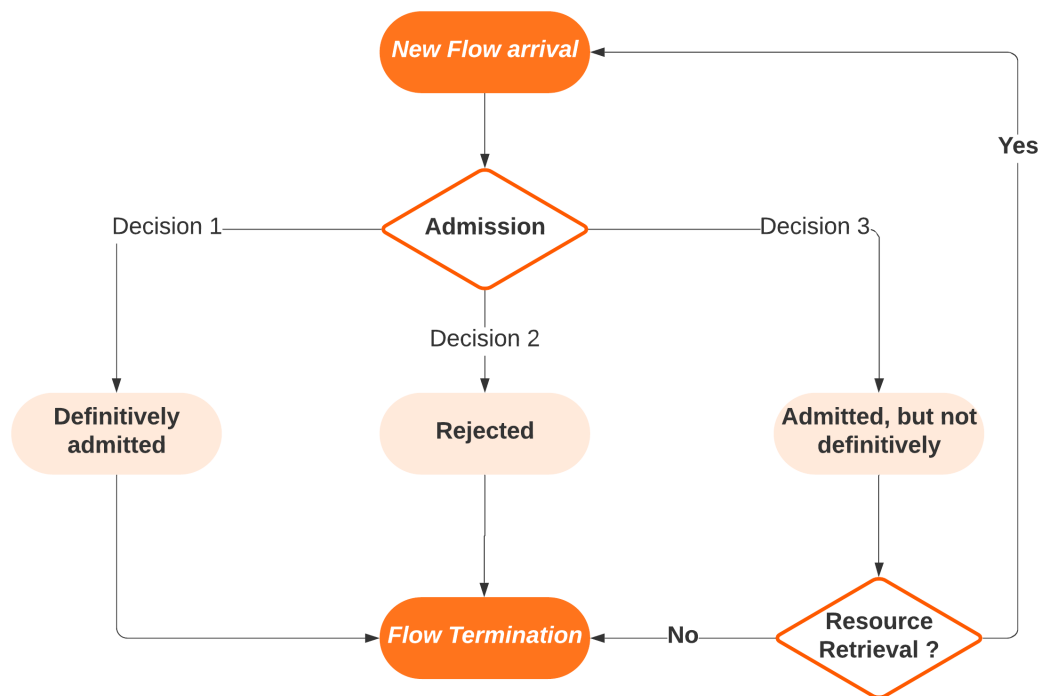 New Flow arrival
Yes
Admission
Decision 1
Decision 3
Decision 2
Definitively
admitted
Rejected
Admitted, but not
definitively
Flow Termination
No
Resource
Retrieval ?